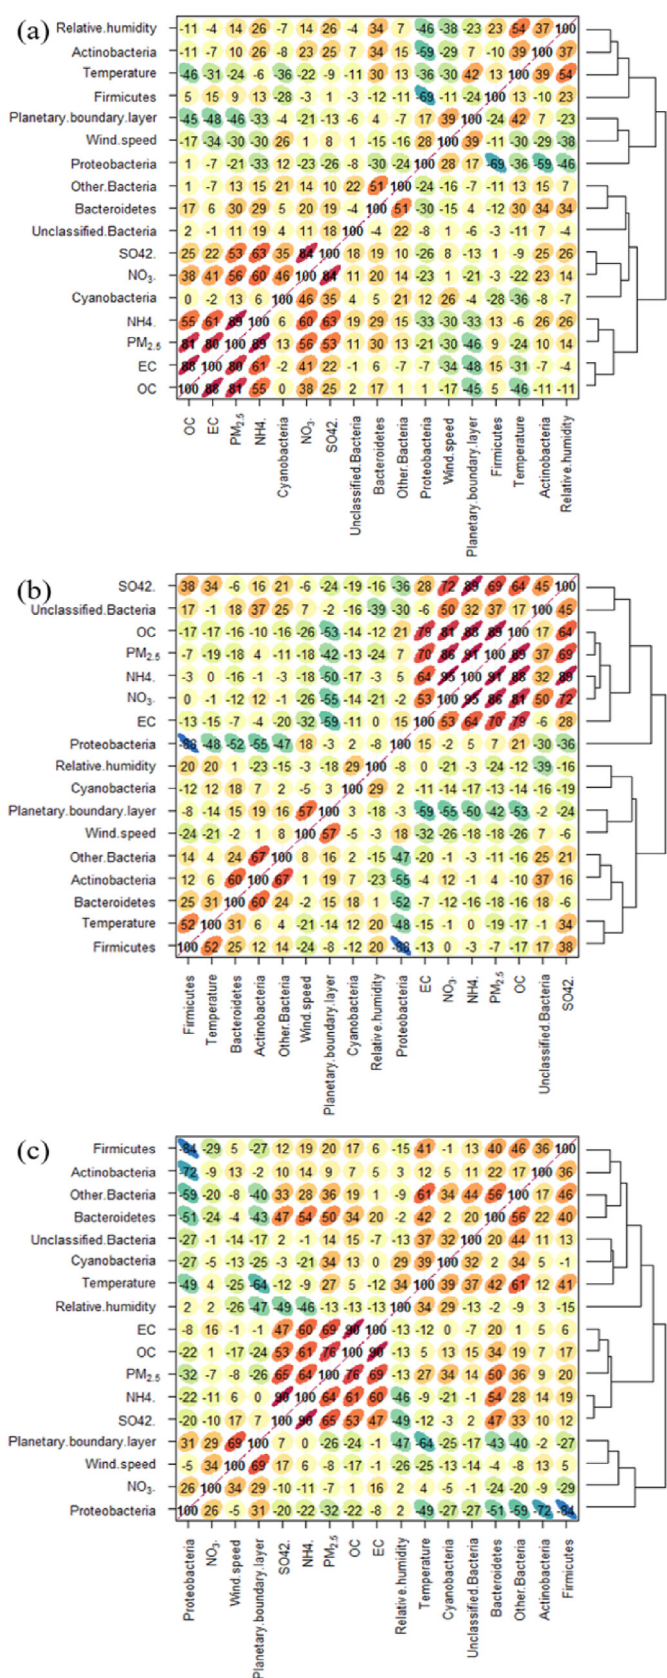 (a)
Relative.humidity -11 -4 14 26 -7 14 26 -4 34 7 -46 -38 -23 23 54 37 100
Actinobacteria -11 -7 10 26 -8 23 25 7 34 15 -59 -29 7 -10 39 100 37
Temperature -46 -31 -24 -6 -36 -22 -9 -11 30 13 -36 -30 42 13 100 39 54
Firmicutes 5 15 9 13 -28 -3 1 -3 -12 -11 -69 -11 -24 100 13 -10 23
Planetary.boundary.layer -45 -48 -46 -33 -4 -21 -13 -6 4 -7 17 39 100 -24 42 7 -23
Wind.speed -17 -34 -30 -30 26 1 8 1 -15 -16 28 100 39 -11 -30 -29 -38
Proteobacteria 1 -7 -21 -33 12 -23 -26 -8 -30 -24 100 28 17 -69 -36 -59 -46
Other.Bacteria 1 -7 13 15 21 14 10 22 51 100 -24 -16 -7 -11 13 15 7
Bacteroidetes 17 6 30 29 5 20 19 -4 100 51 -30 -15 4 -12 30 34 34
Unclassified.Bacteria 2 -1 11 19 4 11 18 100 -4 22 -8 1 -6 -3 -11 7 -4
SO42. 25 22 53 63 35 84 100 18 19 10 -26 8 -13 1 -9 25 26
NO₃. 38 41 56 60 46 100 84 11 20 14 -23 1 -21 -3 -22 23 14
Cyanobacteria 0 -2 13 6 100 46 35 4 5 21 12 26 -4 -28 -36 -8 -7
NH4. 55 61 89 100 6 60 63 19 29 15 -33 -30 -33 13 -6 26 26
PM₂.₅ 81 80 100 89 13 56 53 11 30 13 -21 -30 -46 9 -24 10 14
EC 88 100 80 61 -2 41 22 -1 6 -7 -7 -34 -48 15 -31 -7 -4
OC 100 88 81 55 0 38 25 2 17 1 1 -17 -45 5 -46 -11 -11
OC EC PM₂.₅ NH4. Cyanobacteria NO₃. SO42. Unclassified.Bacteria Bacteroidetes Other.Bacteria Proteobacteria Wind.speed Planetary.boundary.layer Firmicutes Temperature Actinobacteria Relative.humidity
(b)
SO42. 38 34 -6 16 21 -6 -24 -19 -16 -36 28 72 89 69 64 45 100
Unclassified.Bacteria 17 -1 18 37 25 7 -2 -16 -39 -30 -6 50 32 37 17 100 45
OC -17 -17 -16 -10 -16 -26 -53 -14 -12 21 79 81 88 89 100 17 64
PM₂.₅ -7 -19 -18 4 -11 -18 -42 -13 -24 7 70 86 91 100 89 37 69
NH4. -3 0 -16 -1 -3 -18 -50 -17 -3 5 64 95 100 91 88 32 89
NO₃. 0 -1 -12 12 -1 -26 -55 -14 -21 -2 53 100 95 86 81 50 72
EC -13 -15 -7 -4 -20 -32 -59 -11 0 15 100 53 64 70 79 -6 28
Proteobacteria -88 -48 -52 -55 -47 18 -3 2 -8 100 15 -2 5 7 21 -30 -36
Relative.humidity 20 20 1 -23 -15 -3 -18 29 100 -8 0 -21 -3 -24 -12 -39 -16
Cyanobacteria -12 12 18 7 2 -5 3 100 29 2 -11 -14 -17 -13 -14 -16 -19
Planetary.boundary.layer -8 -14 15 19 16 57 100 3 -18 -3 -59 -55 -50 -42 -53 -2 -24
Wind.speed -24 -21 -2 1 8 100 57 -5 -3 18 -32 -26 -18 -18 -26 7 -6
Other.Bacteria 14 4 24 67 100 8 16 2 -15 -47 -20 -1 -3 -11 -16 25 21
Actinobacteria 12 6 60 100 67 1 19 7 -23 -55 -4 12 -1 4 -10 37 16
Bacteroidetes 25 31 100 60 24 -2 15 18 1 -52 -7 -12 -16 -18 -16 18 -6
Temperature 52 100 31 6 4 -21 -14 12 20 -48 -15 -1 0 -19 -17 -1 34
Firmicutes 100 52 25 12 14 -24 -8 -12 20 -88 -13 0 -3 -7 -17 17 38
Firmicutes Temperature Bacteroidetes Actinobacteria Other.Bacteria Wind.speed Planetary.boundary.layer Cyanobacteria Relative.humidity Proteobacteria EC NO₃. NH4. PM₂.₅ OC Unclassified.Bacteria SO42.
(c)
Firmicutes -84 -29 5 -27 12 19 20 17 6 -15 41 -1 13 40 46 36 100
Actinobacteria -72 -9 13 -2 10 14 9 7 5 3 12 5 11 22 17 100 36
Other.Bacteria -59 -20 -8 -40 33 28 36 19 1 -9 61 34 44 56 100 17 46
Bacteroidetes -51 -24 -4 -43 47 54 50 34 20 -2 42 2 20 100 56 22 40
Unclassified.Bacteria -27 -1 -14 -17 2 -1 14 15 -7 -13 37 32 100 20 44 11 13
Cyanobacteria -27 -5 -13 -25 -3 -21 34 13 0 29 39 100 32 2 34 5 -1
Temperature -49 4 -25 -64 -12 -9 27 5 -12 34 100 39 37 42 61 12 41
Relative.humidity 2 2 -26 -47 -49 -46 -13 -13 -13 100 34 29 -13 -2 -9 3 -15
EC -8 16 -1 -1 47 60 69 90 100 -13 -12 0 -7 20 1 5 6
OC -22 1 -17 -24 53 61 76 100 90 -13 5 13 15 34 19 7 17
PM₂.₅ -32 -7 -8 -26 65 64 100 76 69 -13 27 34 14 50 36 9 20
NH4. -22 -11 6 0 90 100 64 61 60 -46 -9 -21 -1 54 28 14 19
SO42. -20 -10 17 7 100 90 65 53 47 -49 -12 -3 2 47 33 10 12
Planetary.boundary.layer 31 29 69 100 7 0 -26 -24 -1 -47 -64 -25 -17 -43 -40 -2 -27
Wind.speed -5 34 100 69 17 6 -8 -17 -1 -26 -25 -13 -14 -4 -8 13 5
NO₃. 26 100 34 29 -10 -11 -7 1 16 2 4 -5 -1 -24 -20 -9 -29
Proteobacteria 100 26 -5 31 -20 -22 -32 -22 -8 2 -49 -27 -27 -51 -59 -72 -84
Proteobacteria NO₃. Wind.speed Planetary.boundary.layer SO42. NH4. PM₂.₅ OC EC Relative.humidity Temperature Cyanobacteria Unclassified.Bacteria Bacteroidetes Other.Bacteria Actinobacteria Firmicutes